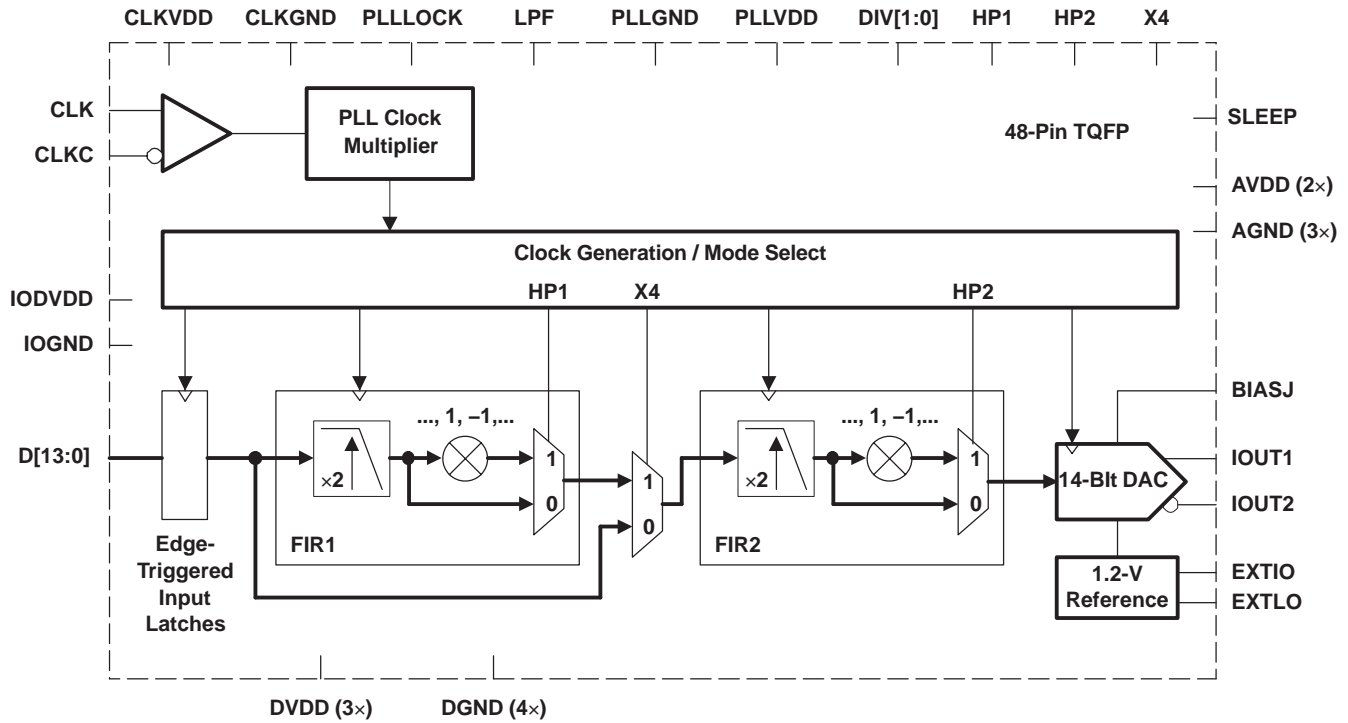 CLKVDD CLKGND PLLLOCK LPF PLLGND PLLVDD DIV[1:0] HP1 HP2 X4
CLK
CLKC
PLL Clock
Multiplier
48-Pin TQFP
SLEEP
AVDD (2×)
AGND (3×)
Clock Generation / Mode Select
HP1 X4 HP2
IODVDD
IOGND
BIASJ
..., 1, –1,...
..., 1, –1,...
D[13:0]
×2
1
0
1
0
×2
1
0
14-BIt DAC
IOUT1
IOUT2
FIR1
FIR2
Edge-
Triggered
Input
Latches
1.2-V
Reference
EXTIO
EXTLO
DVDD (3×) DGND (4×)